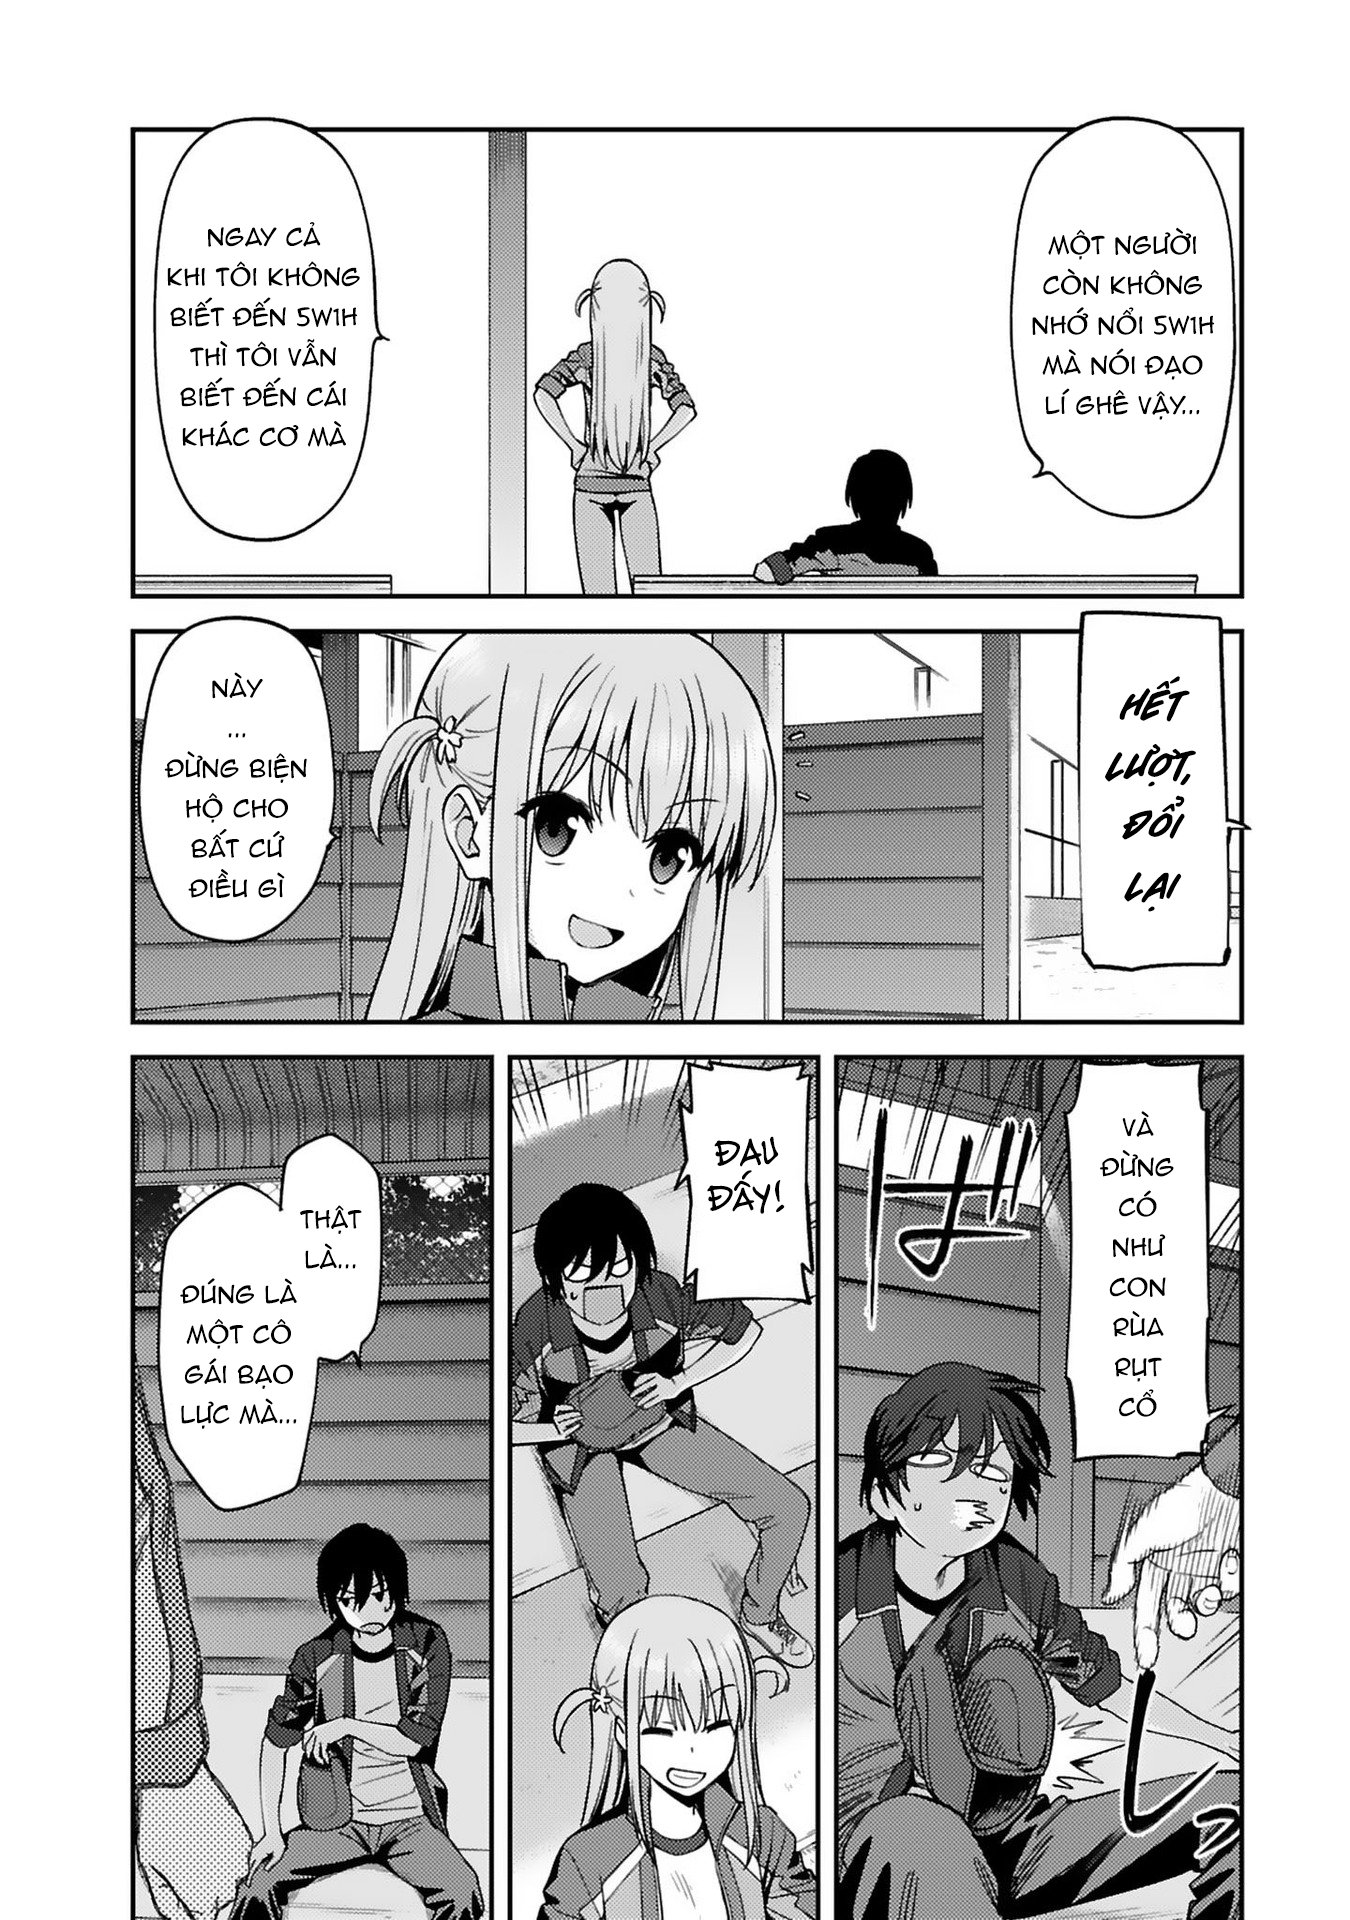 MỘT NGƯỜI
CÒN KHÔNG
NHỚ NỔI 5W1H
MÀ NÓI ĐẠO
LÍ GHÊ VẬY...
NGAY CẢ
KHI TÔI KHÔNG
BIẾT ĐẾN 5W1H
THÌ TÔI VẪN
BIẾT ĐẾN CÁI
KHÁC CƠ MÀ
HẾT
LƯỢT,
ĐỔI
LẠI
NÀY
...
ĐỪNG BIỆN
HỘ CHO
BẤT CỨ
ĐIỀU GÌ
VÀ
ĐỪNG
CÓ
NHƯ
CON
RÙA
RỤT
CỔ
ばしっ
ĐAU
ĐẤY!
THẬT
LÀ...
ĐÚNG LÀ
MỘT CÔ
GÁI BẠO
LỰC MÀ...